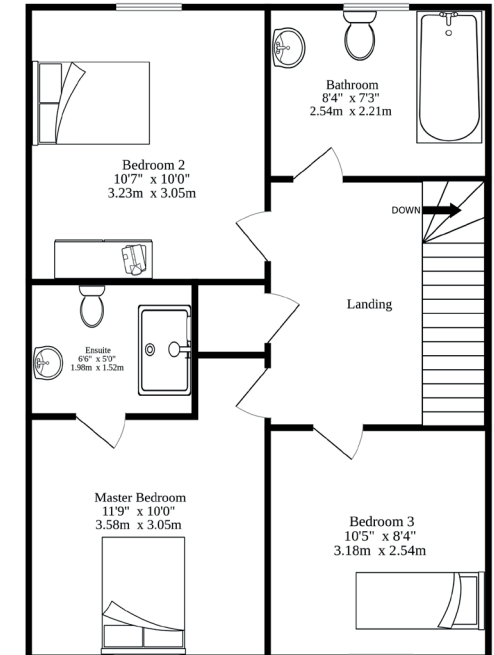 Bathroom
8'4" x 7'3"
2.54m x 2.21m
Bedroom 2
10'7" x 10'0"
3.23m x 3.05m
DOWN
Landing
Ensuite
6'6" x 5'0"
1.98m x 1.52m
Master Bedroom
11'9" x 10'0"
3.58m x 3.05m
Bedroom 3
10'5" x 8'4"
3.18m x 2.54m